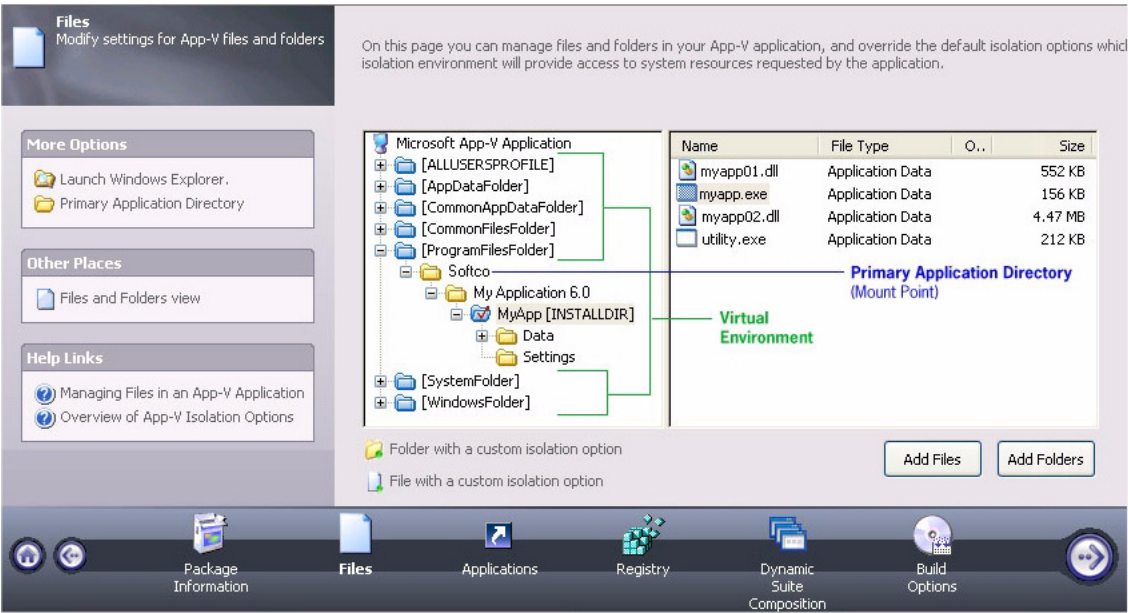 Files
Modify settings for App-V files and folders
On this page you can manage files and folders in your App-V application, and override the default isolation options which
isolation environment will provide access to system resources requested by the application.
More Options
Launch Windows Explorer.
Primary Application Directory
Other Places
Files and Folders view
Help Links
Managing Files in an App-V Application
Overview of App-V Isolation Options
Microsoft App-V Application
[ALLUSERSPROFILE]
[AppDataFolder]
[CommonAppDataFolder]
[CommonFilesFolder]
[ProgramFilesFolder]
Softco
My Application 6.0
MyApp [INSTALLDIR]
Data
Settings
[SystemFolder]
[WindowsFolder]
Name File Type O.. Size
myapp01.dll Application Data 552 KB
myapp.exe Application Data 156 KB
myapp02.dll Application Data 4.47 MB
utility.exe Application Data 212 KB
Primary Application Directory
(Mount Point)
Virtual
Environment
Folder with a custom isolation option
File with a custom isolation option
Add Files Add Folders
Package
Information
Files
Applications
Registry
Dynamic
Suite
Composition
Build
Options